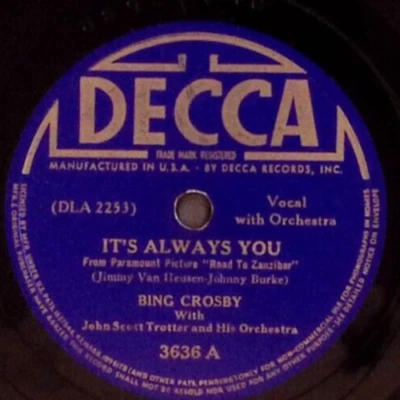 DECCA
TRADE MARK REGISTERED
MANUFACTURED IN U.S.A. - BY DECCA RECORDS, INC.
(DLA 2253)
Vocal
with Orchestra
IT'S ALWAYS YOU
From Paramount Picture "Road To Zanzibar"
(Jimmy Van Heusen-Johnny Burke)
BING CROSBY
With
John Scott Trotter and His Orchestra
3636 A